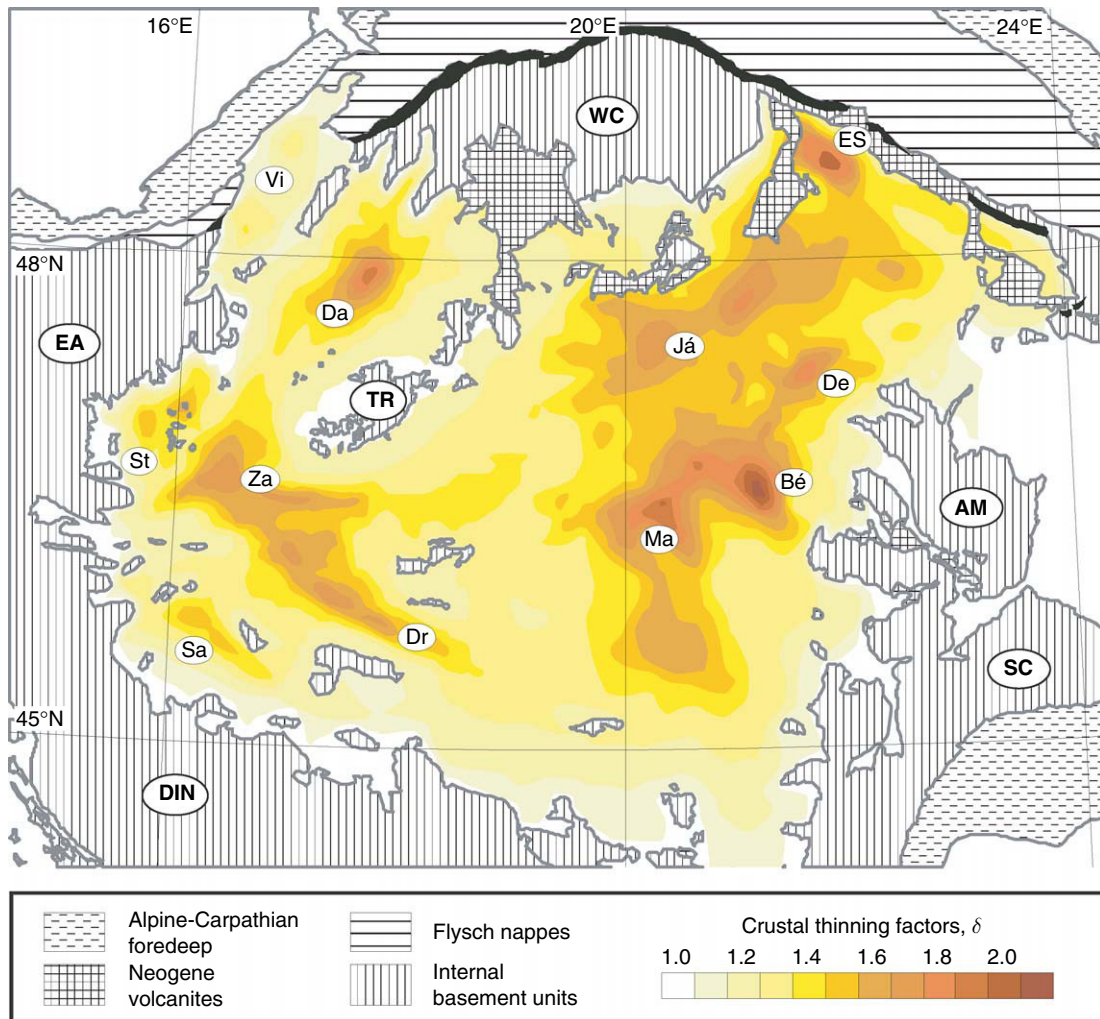 16°E
20°E
24°E
WC
ES
Vi
48°N
Da
EA
Já
TR
De
St
Za
Bé
AM
Ma
Dr
Sa
SC
45°N
DIN
Alpine-Carpathian
foredeep
Neogene
volcanites
Flysch nappes
Internal
basement units
Crustal thinning factors, δ
1.0 1.2 1.4 1.6 1.8 2.0